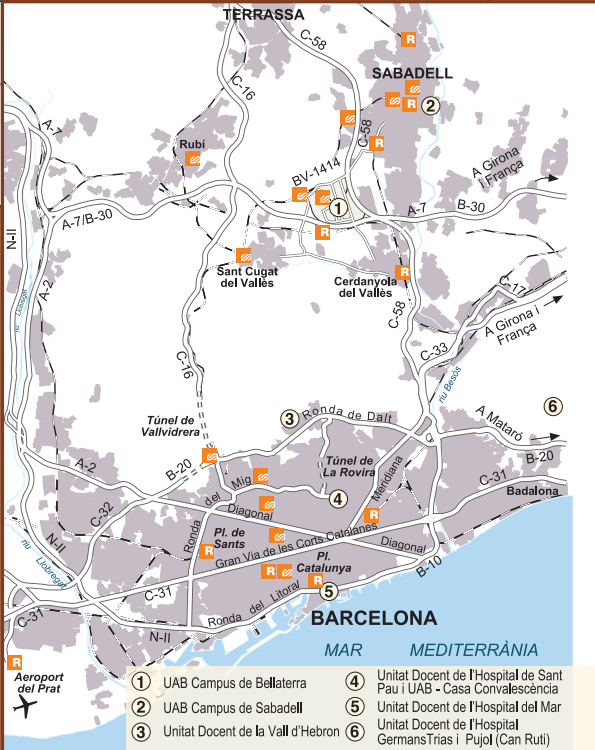 TERRASSA
C-58
R
SABADELL
C-16
R
2
A-7
Rubí
C-58
R
BV-1414
A Girona
i França
1
A-7/B-30
A-7
B-30
N-II
R
A-2
Sant Cugat
del Vallès
R
Cerdanyola
del Vallès
riu Llobregat
C-58
C-17
A Girona i
França
C-16
C-33
riu Besòs
6
Túnel de
Vallvidrera
3
Ronda de Dalt
A Mataró
B-20
A-2
B-20
Túnel de
La Rovira
Meridiana
C-31
Ronda del Mig
4
Badalona
C-32
Diagonal
R
Pl. de
Sants
Gran Via de les Corts Catalanes
N-II
R
Diagonal
riu Llobregat
Pl.
Catalunya
R
R
B-10
C-31
C-31
5
Ronda del Litoral
BARCELONA
N-II
R
MAR MEDITERRÀNIA
Aeroport
del Prat
1 UAB Campus de Bellaterra
2 UAB Campus de Sabadell
3 Unitat Docent de la Vall d'Hebron
4 Unitat Docent de l'Hospital de Sant
Pau i UAB - Casa Convalescència
5 Unitat Docent de l'Hospital del Mar
6 Unitat Docent de l'Hospital
GermansTrias i Pujol (Can Ruti)